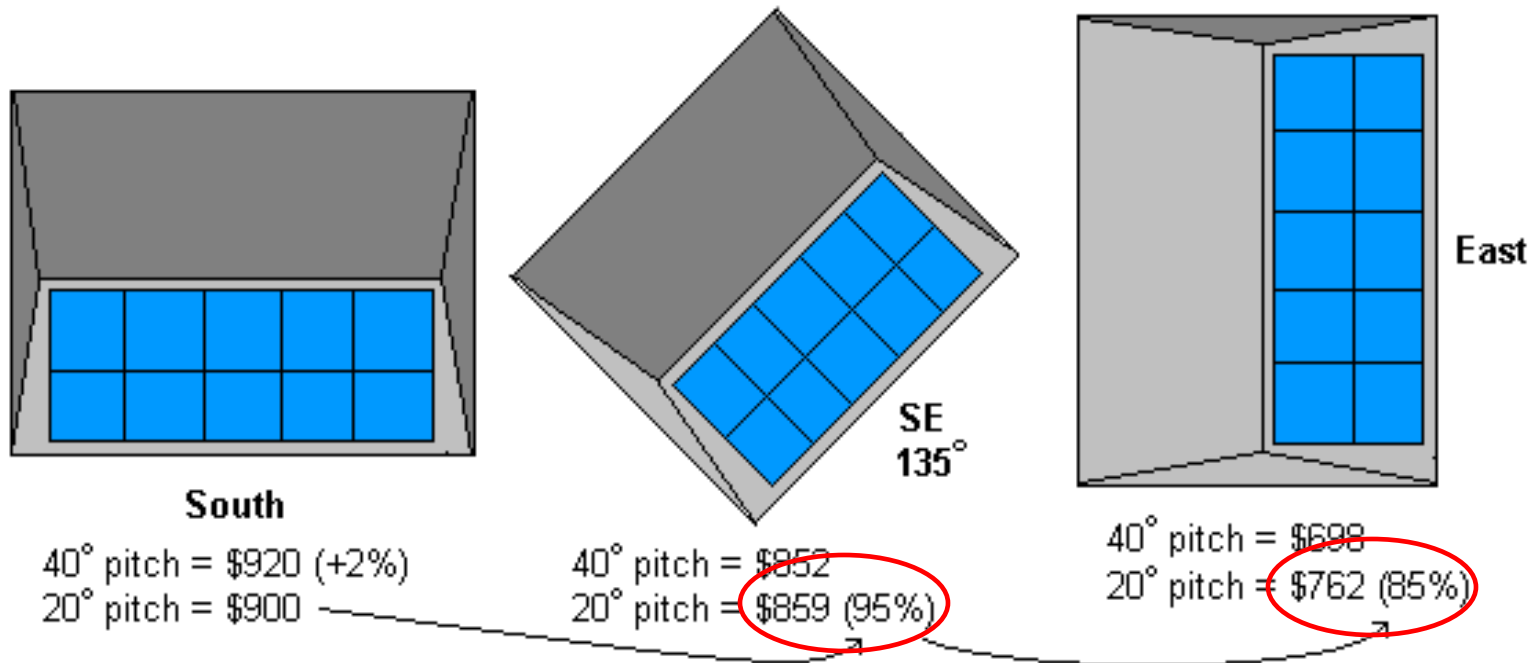 South
40° pitch = $920 (+2%)
20° pitch = $900
SE
135°
40° pitch = $852
20° pitch = $859 (95%)
East
40° pitch = $698
20° pitch = $762 (85%)